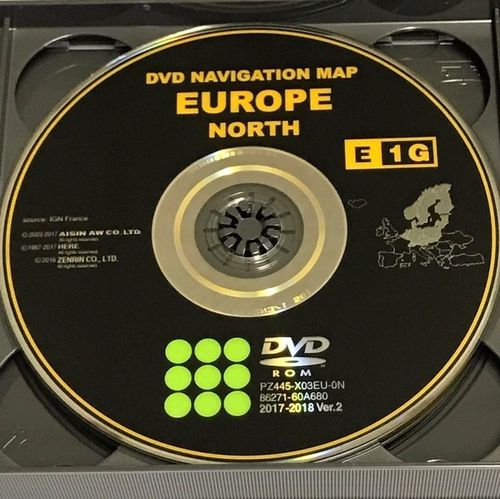 DVD NAVIGATION MAP
EUROPE
NORTH
E 1G
source: IGN France
© 2003-2017 AISIN AW CO., LTD.
All rights reserved.
© 1987-2017 HERE.
All rights reserved.
© 2016 ZENRIN CO., LTD.
All rights reserved.
DVD
ROM
PZ445-X03EU-0N
86271-60A680
2017-2018 Ver.2